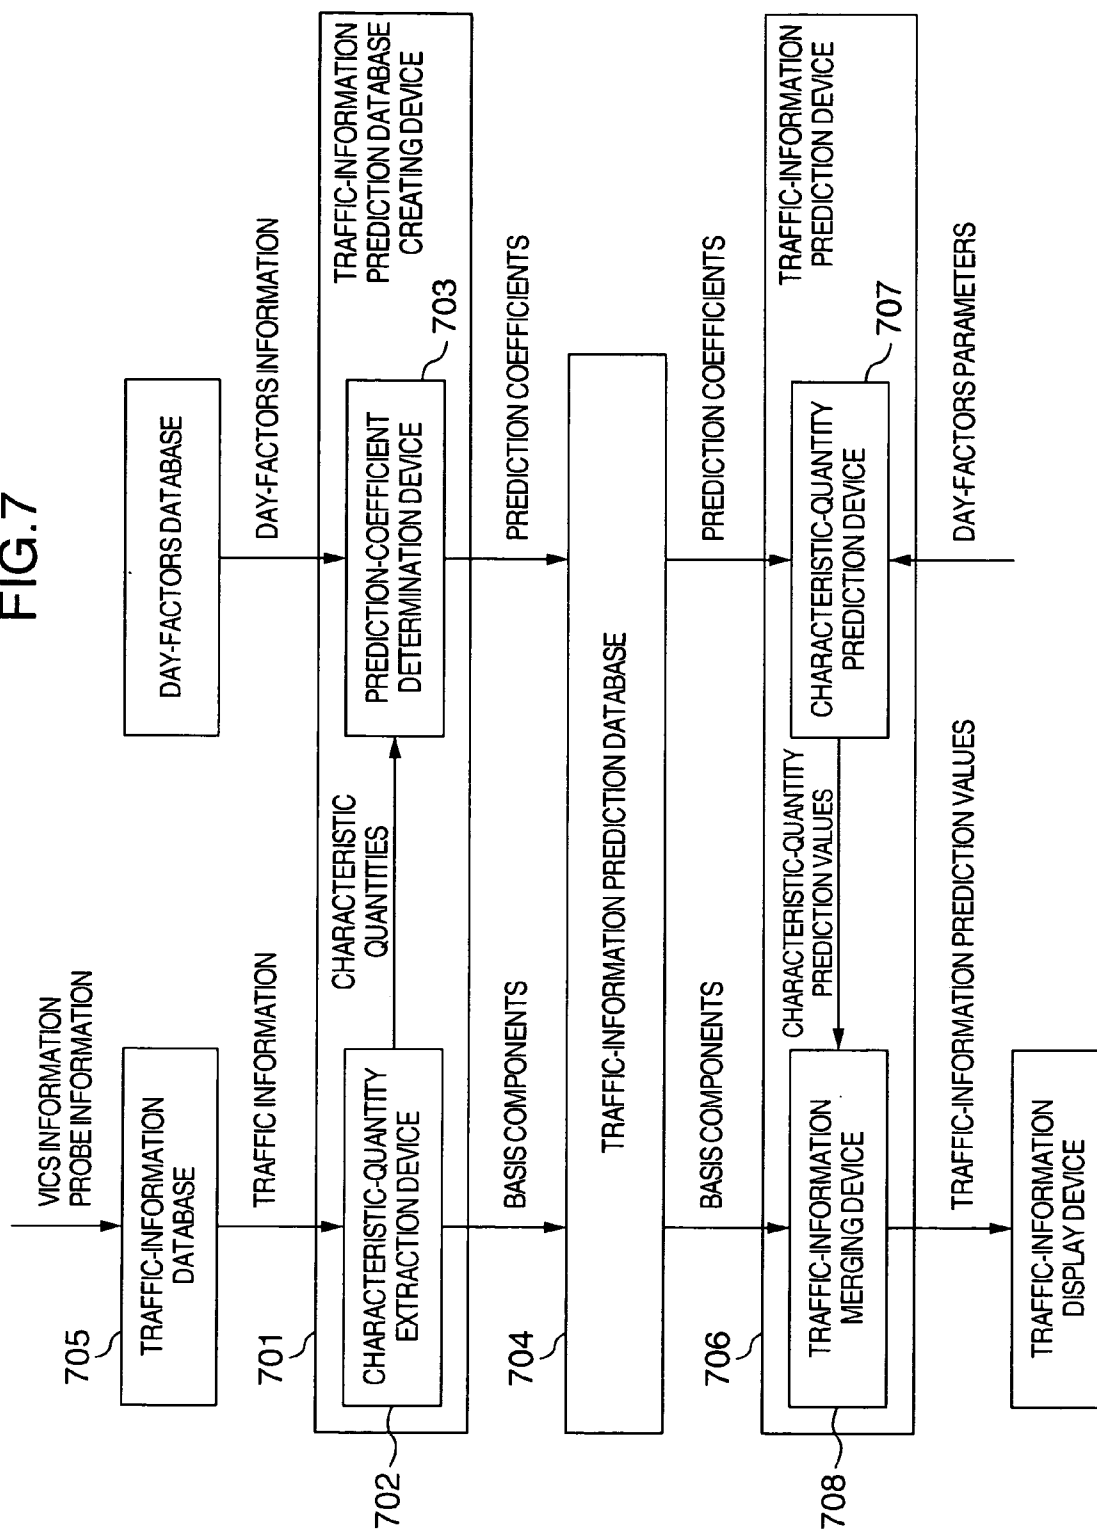 FIG.7
VICS INFORMATION
PROBE INFORMATION
705
TRAFFIC-INFORMATION
DATABASE
DAY-FACTORS DATABASE
TRAFFIC INFORMATION
DAY-FACTORS INFORMATION
701
TRAFFIC-INFORMATION
PREDICTION DATABASE
CREATING DEVICE
702
CHARACTERISTIC-QUANTITY
EXTRACTION DEVICE
CHARACTERISTIC
QUANTITIES
PREDICTION-COEFFICIENT
DETERMINATION DEVICE
703
BASIS COMPONENTS
PREDICTION COEFFICIENTS
704
TRAFFIC-INFORMATION PREDICTION DATABASE
BASIS COMPONENTS
PREDICTION COEFFICIENTS
706
TRAFFIC-INFORMATION
PREDICTION DEVICE
708
TRAFFIC-INFORMATION
MERGING DEVICE
CHARACTERISTIC-QUANTITY
PREDICTION VALUES
CHARACTERISTIC-QUANTITY
PREDICTION DEVICE
707
TRAFFIC-INFORMATION PREDICTION VALUES
DAY-FACTORS PARAMETERS
TRAFFIC-INFORMATION
DISPLAY DEVICE